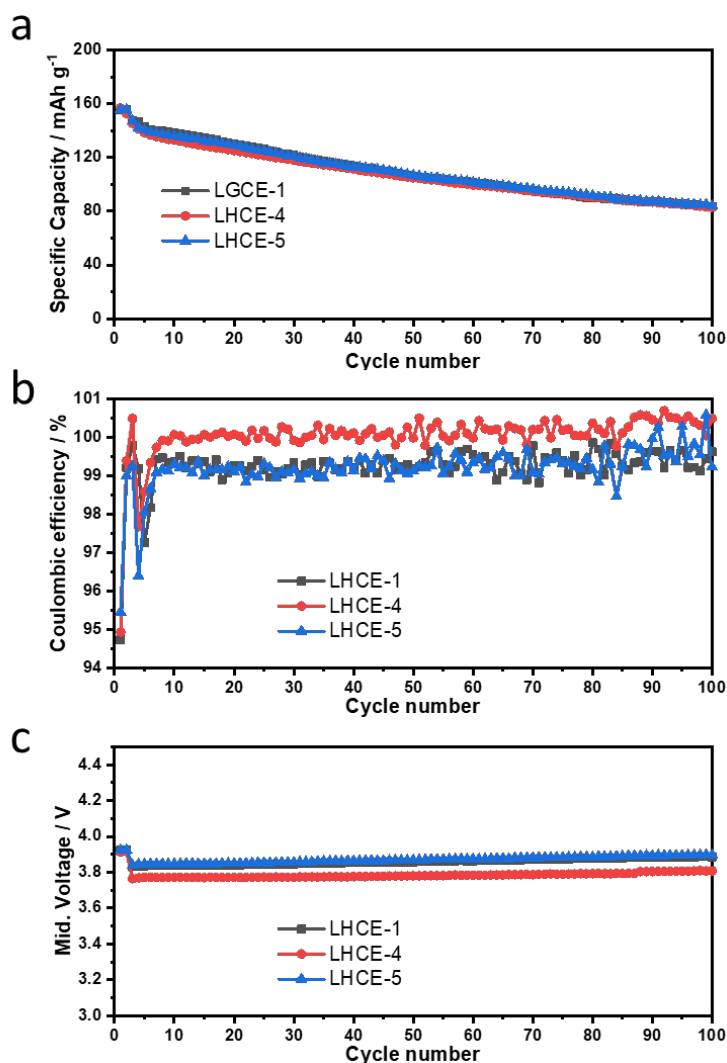 a
Specific Capacity / mAh g⁻¹
200
160
120
80
40
0
LGCE-1
LHCE-4
LHCE-5
0 10 20 30 40 50 60 70 80 90 100
Cycle number
b
Coulombic efficiency / %
101
100
99
98
97
96
95
94
LHCE-1
LHCE-4
LHCE-5
0 10 20 30 40 50 60 70 80 90 100
Cycle number
c
Mid. Voltage / V
4.4
4.2
4.0
3.8
3.6
3.4
3.2
3.0
LHCE-1
LHCE-4
LHCE-5
0 10 20 30 40 50 60 70 80 90 100
Cycle number